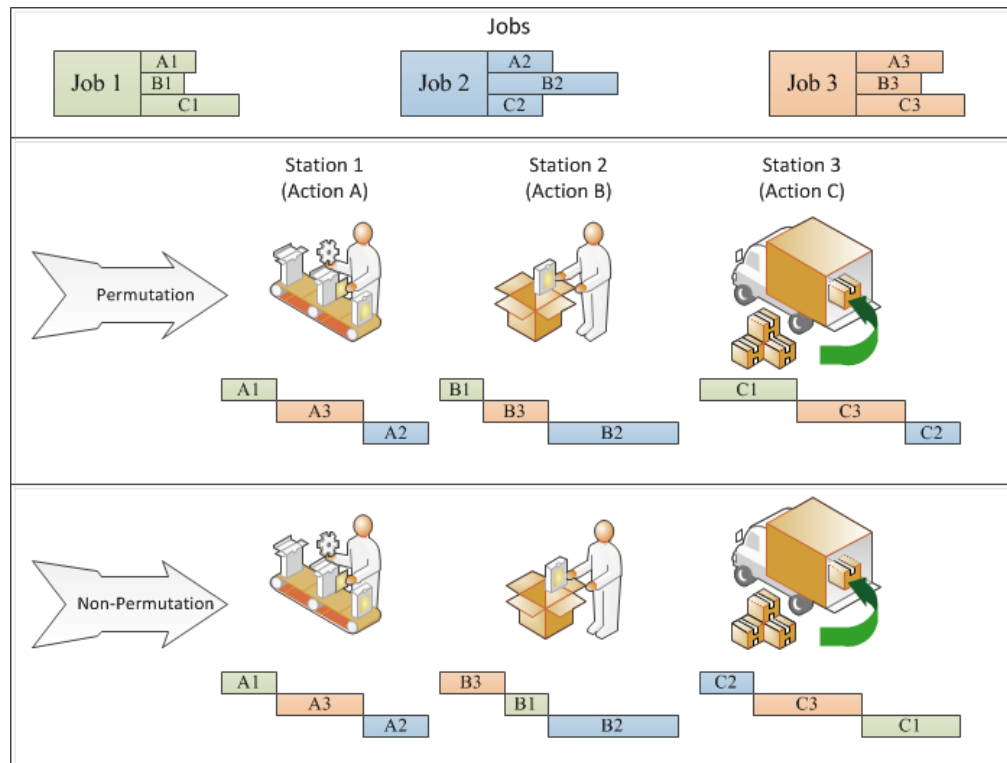 Jobs
Job 1
A1
B1
C1
Job 2
A2
B2
C2
Job 3
A3
B3
C3
Station 1
(Action A)
Station 2
(Action B)
Station 3
(Action C)
Permutation
A1
A3
A2
B1
B3
B2
C1
C3
C2
Non-Permutation
A1
A3
A2
B3
B1
B2
C2
C3
C1